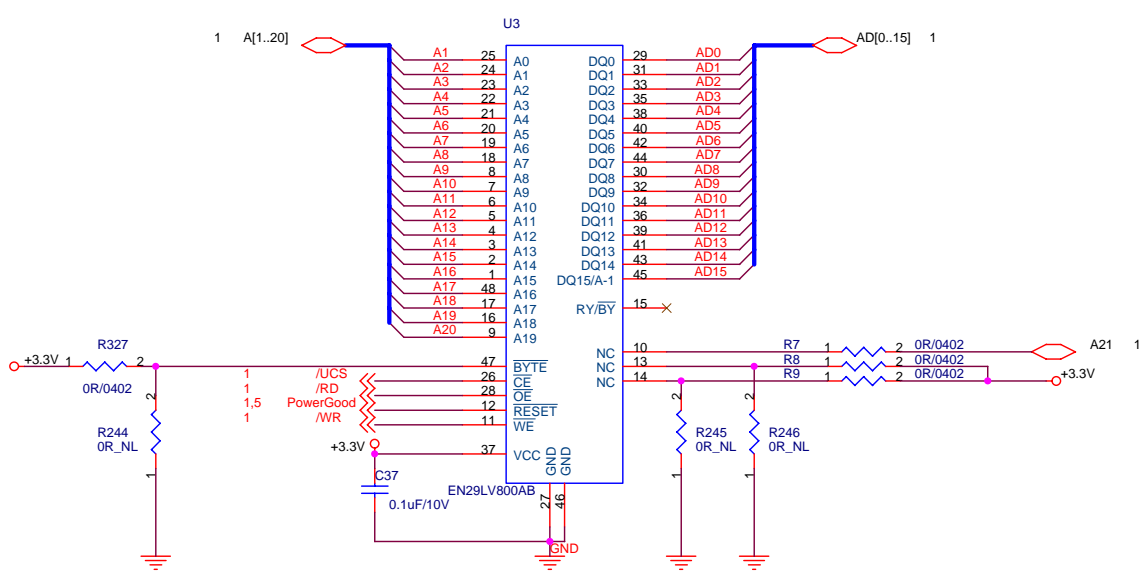 U3
1 A[1..20] AD[0..15] 1
A1 25 A0 DQ0 29 AD0
A2 24 A1 DQ1 31 AD1
A3 23 A2 DQ2 33 AD2
A4 22 A3 DQ3 35 AD3
A5 21 A4 DQ4 38 AD4
A6 20 A5 DQ5 40 AD5
A7 19 A6 DQ6 42 AD6
A8 18 A7 DQ7 44 AD7
A9 8 A8 DQ8 30 AD8
A10 7 A9 DQ9 32 AD9
A11 6 A10 DQ10 34 AD10
A12 5 A11 DQ11 36 AD11
A13 4 A12 DQ12 39 AD12
A14 3 A13 DQ13 41 AD13
A15 2 A14 DQ14 43 AD14
A16 1 A15 DQ15/A-1 45 AD15
A17 48 A16
A18 17 A17 RY/BY 15
A19 16 A18
A20 9 A19
R327 NC 10 R7 1 2 0R/0402 A21 1
+3.3V 1 2 47 BYTE NC 13 R8 1 2 0R/0402
0R/0402 1 /UCS 26 CE NC 14 R9 1 2 0R/0402 +3.3V
1 /RD 28 OE
1,5 PowerGood 12 RESET
1 /WR 11 WE
2 2 2
R244 R245 R246
0R_NL 0R_NL 0R_NL
1 1 1
+3.3V 37 VCC GND GND
C37
0.1uF/10V
EN29LV800AB
27 46
GND